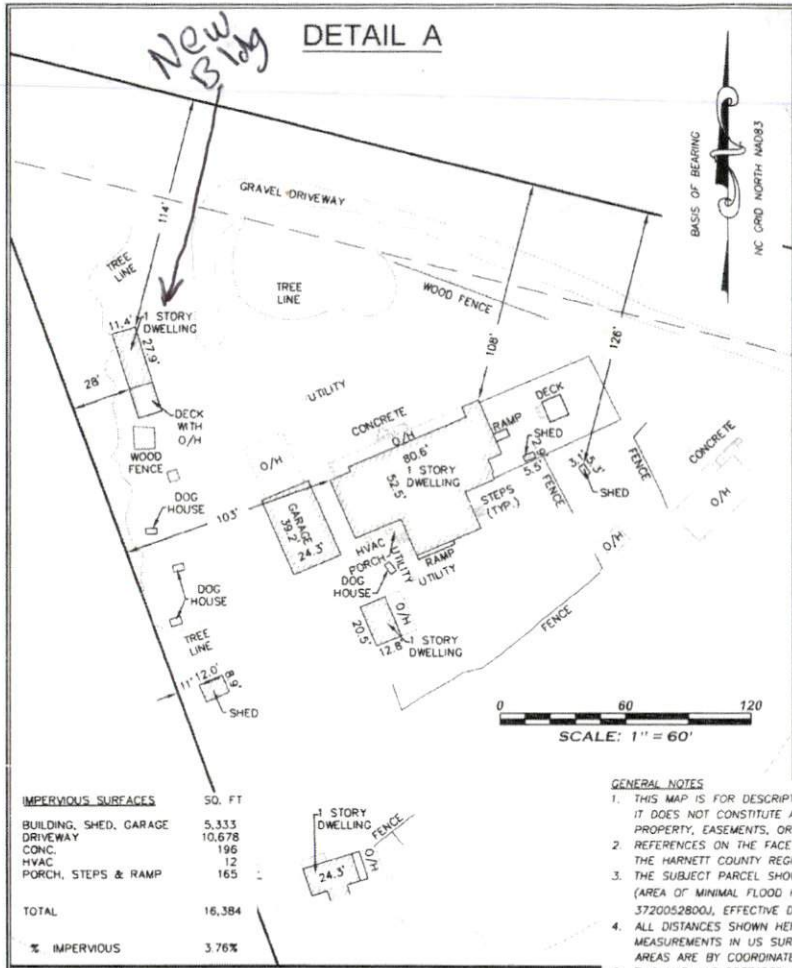 DETAIL A
New
Bldg
BASIS OF BEARING
NC GRID NORTH NAD83
GRAVEL DRIVEWAY
114'
TREE
LINE
TREE
LINE
WOOD FENCE
108'
126'
1 STORY
DWELLING
11.4'
27.9'
28'
DECK
WITH
O/H
WOOD
FENCE
UTILITY
CONCRETE
O/H
O/H
80.6'
1 STORY
DWELLING
52.5'
RAMP
DECK
SHED
5.5'
3.1'
5.3'
SHED
FENCE
FENCE
CONCRETE
O/H
O/H
STEPS
(TYP.)
DOG
HOUSE
103'
GARAGE
39.2'
24.3'
HVAC
PORCH
UTILITY
RAMP
UTILITY
DOG
HOUSE
DOG
HOUSE
O/H
20.5'
12.8'
1 STORY
DWELLING
FENCE
TREE
LINE
11'
12.0'
8.9'
SHED
0 60 120
SCALE: 1" = 60'
IMPERVIOUS SURFACES SQ. FT
BUILDING, SHED, GARAGE 5,333
DRIVEWAY 10,678
CONC. 196
HVAC 12
PORCH, STEPS & RAMP 165
TOTAL 16,384
% IMPERVIOUS 3.76%
1 STORY
DWELLING
FENCE
24.3'
O/H
GENERAL NOTES
1. THIS MAP IS FOR DESCRIPT
IT DOES NOT CONSTITUTE A
PROPERTY, EASEMENTS, OR
2. REFERENCES ON THE FACE
THE HARNETT COUNTY REG
3. THE SUBJECT PARCEL SHO
(AREA OF MINIMAL FLOOD
3720052800J, EFFECTIVE D
4. ALL DISTANCES SHOWN HE
MEASUREMENTS IN US SUR
AREAS ARE BY COORDINATE